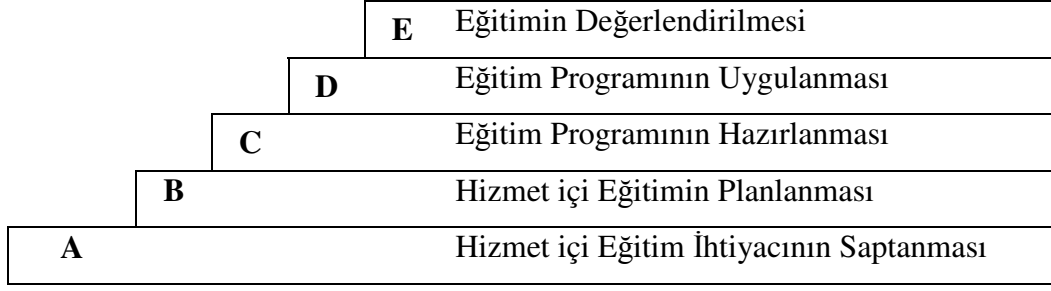 E Eğitimin Değerlendirilmesi
D Eğitim Programının Uygulanması
C Eğitim Programının Hazırlanması
B Hizmet içi Eğitimin Planlanması
A Hizmet içi Eğitim İhtiyacının Saptanması